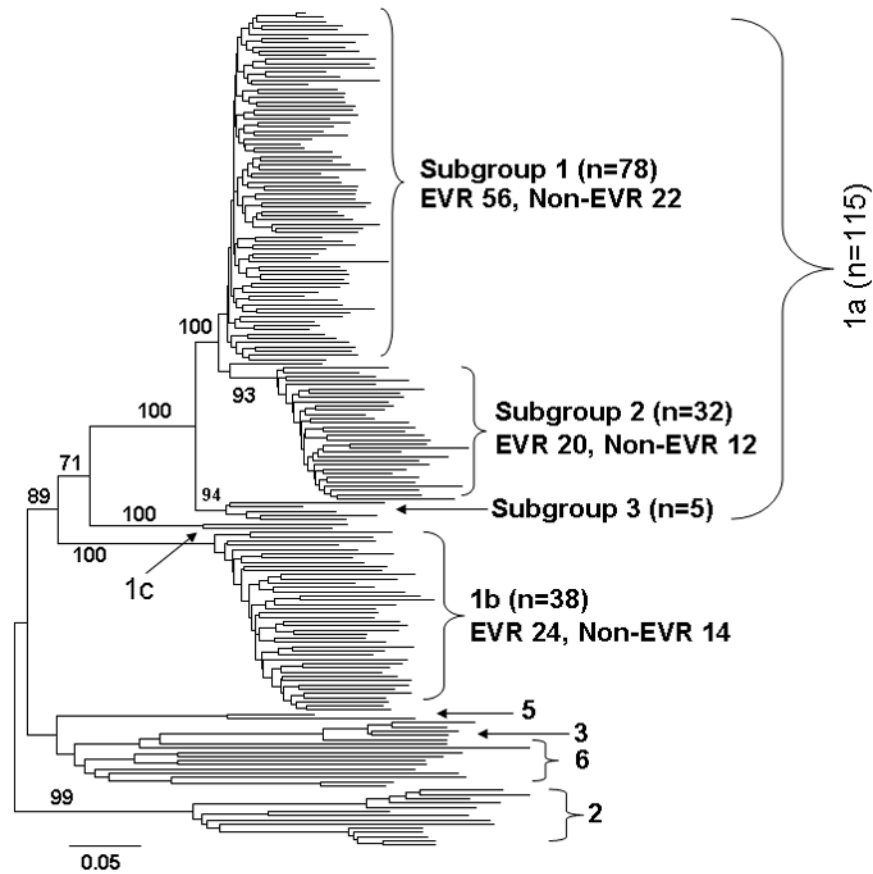 Subgroup 1 (n=78)
EVR 56, Non-EVR 22
1a (n=115)
100
93
Subgroup 2 (n=32)
EVR 20, Non-EVR 12
100
71
94
89
Subgroup 3 (n=5)
100
100
1c
1b (n=38)
EVR 24, Non-EVR 14
5
3
6
99
2
0.05